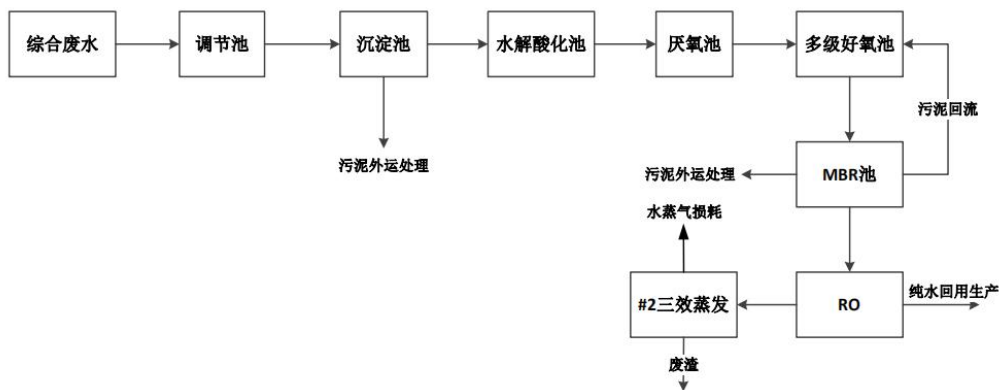 综合废水
调节池
沉淀池
水解酸化池
厌氧池
多级好氧池
污泥回流
污泥外运处理
污泥外运处理
MBR池
水蒸气损耗
#2三效蒸发
RO
纯水回用生产
废渣